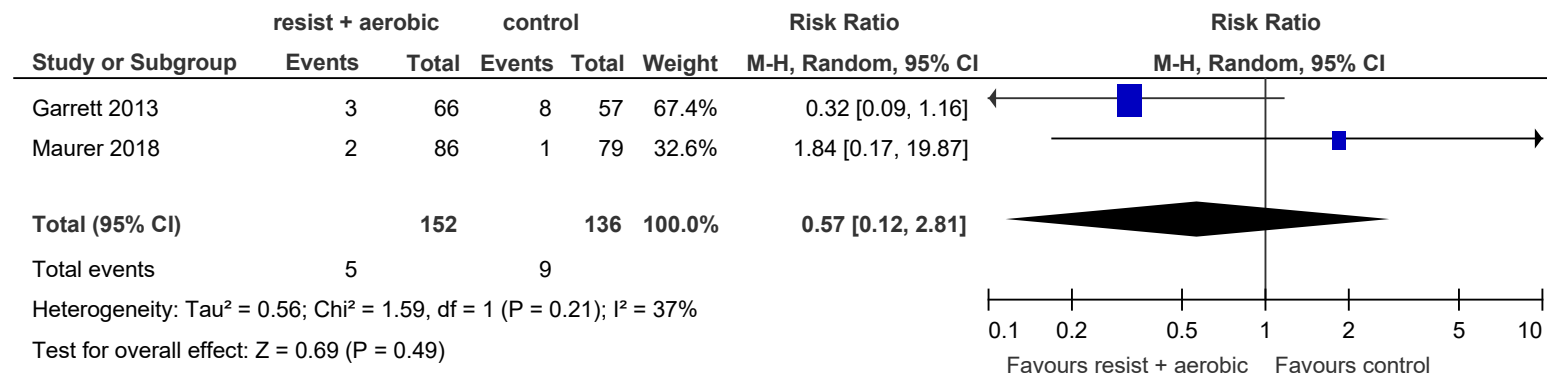 resist + aerobic control Risk Ratio Risk Ratio
Study or Subgroup Events Total Events Total Weight M-H, Random, 95% CI M-H, Random, 95% CI
Garrett 2013 3 66 8 57 67.4% 0.32 [0.09, 1.16]
Maurer 2018 2 86 1 79 32.6% 1.84 [0.17, 19.87]
Total (95% CI) 152 136 100.0% 0.57 [0.12, 2.81]
Total events 5 9
Heterogeneity: Tau² = 0.56; Chi² = 1.59, df = 1 (P = 0.21); I² = 37%
Test for overall effect: Z = 0.69 (P = 0.49)
0.1 0.2 0.5 1 2 5 10
Favours resist + aerobic Favours control